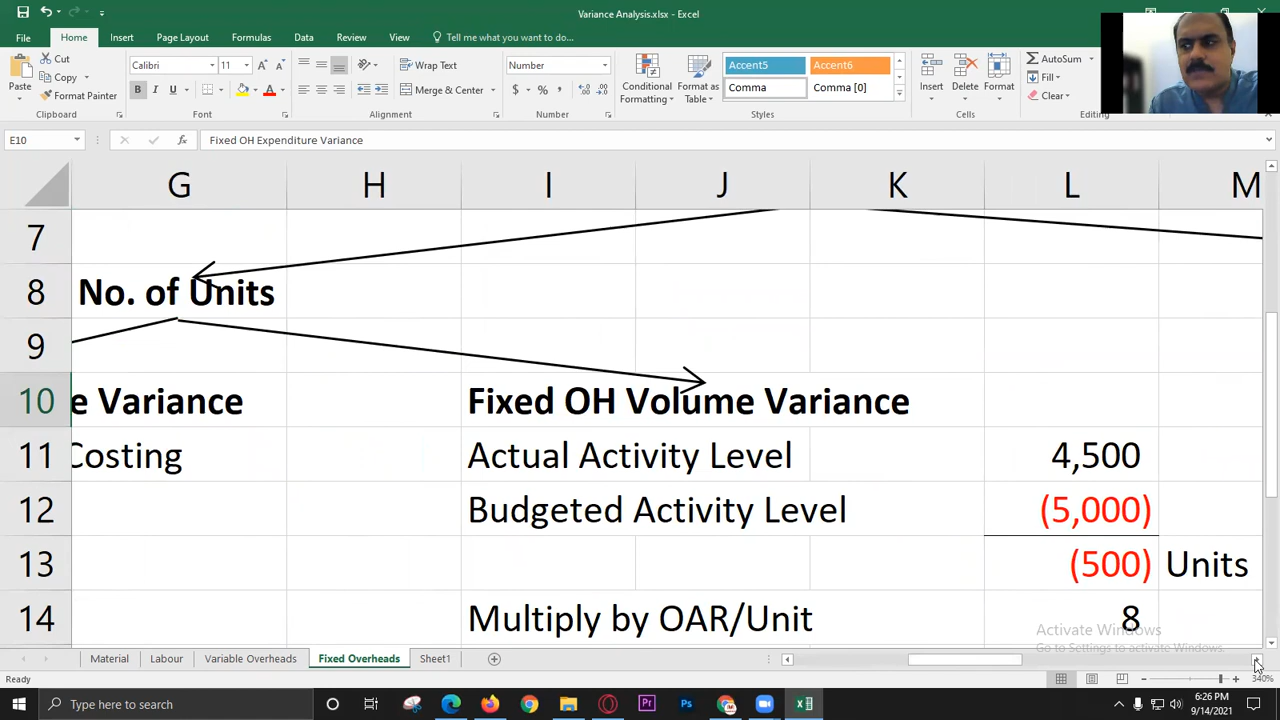 Variance Analysis.xlsx - Excel
File Home Insert Page Layout Formulas Data Review View Tell me what you want to do...
Paste Cut Copy Format Painter
Clipboard
Calibri 11
B I U
Font
Wrap Text
Merge & Center
Alignment
Number
$ % ,
Number
Conditional Formatting Format as Table
Accent5 Accent6
Comma Comma [0]
Styles
Insert Delete Format
Cells
AutoSum
Fill
Clear
Editing
E10 fx Fixed OH Expenditure Variance
G H I J K L M
7
8 No. of Units
9
10 e Variance Fixed OH Volume Variance
11 Costing Actual Activity Level 4,500
12 Budgeted Activity Level (5,000)
13 (500) Units
14 Multiply by OAR/Unit 8
Activate Windows
Go to Settings to activate Windows.
Material Labour Variable Overheads Fixed Overheads Sheet1
Ready 340%
Type here to search
6:26 PM
9/14/2021